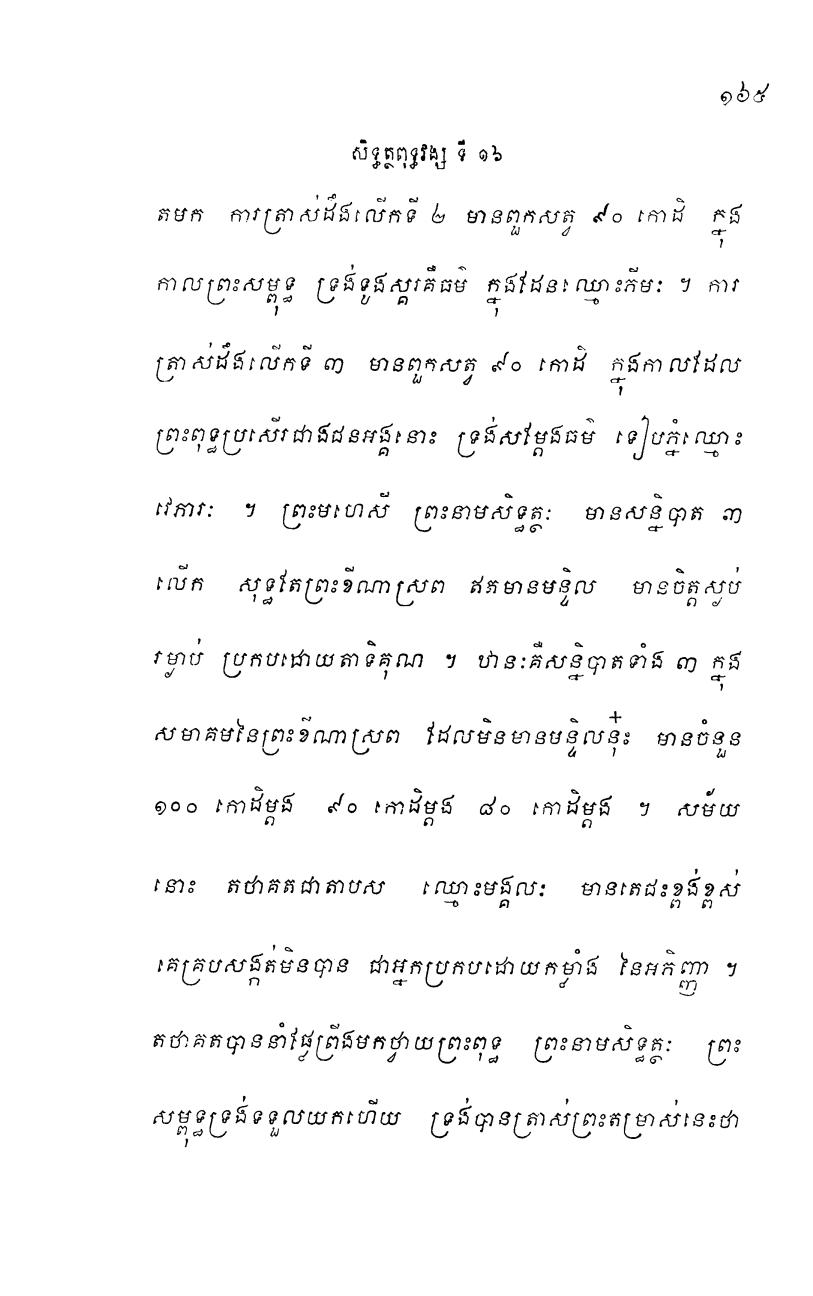 ១៦៥
សិទ្ធត្ថពុទ្ធវង្ស ទី ១៦
តមក ការត្រាស់ដឹងលើកទី ២ មានពួកសត្វ ៩០ កោដិ ក្នុង
កាលព្រះសម្ពុទ្ធ ទ្រង់ទូងស្គរគឺធម៌ ក្នុងដែនឈ្មោះភីមៈ ។ ការ
ត្រាស់ដឹងលើកទី ៣ មានពួកសត្វ ៩០ កោដិ ក្នុងកាលដែល
ព្រះពុទ្ធប្រសើរជាងជនអង្គនោះ ទ្រង់សម្តែងធម៌ ទៀបភ្នំឈ្មោះ
វេភារៈ ។ ព្រះមហេសី ព្រះនាមសិទ្ធត្ថៈ មានសន្និបាត ៣
លើក សុទ្ធតែព្រះខីណាស្រព ឥតមានមន្ទិល មានចិត្តស្ងប់
រម្ងាប់ ប្រកបដោយតាទិគុណ ។ ឋានៈគឺសន្និបាតទាំង ៣ ក្នុង
សមាគមនៃព្រះខីណាស្រព ដែលមិនមានមន្ទិលនុ៎ះ មានចំនួន
១០០ កោដិម្តង ៩០ កោដិម្តង ៨០ កោដិម្តង ។ សម័យ
នោះ តថាគតជាតាបស ឈ្មោះមង្គលៈ មានតេជះខ្ពង់ខ្ពស់
គេគ្របសង្កត់មិនបាន ជាអ្នកប្រកបដោយកម្លាំង នៃអភិញ្ញា ។
តថាគតបាននាំផ្លែព្រីងមកថ្វាយព្រះពុទ្ធ ព្រះនាមសិទ្ធត្ថៈ ព្រះ
សម្ពុទ្ធទ្រង់ទទួលយកហើយ ទ្រង់បានត្រាស់ព្រះតម្រាស់នេះថា